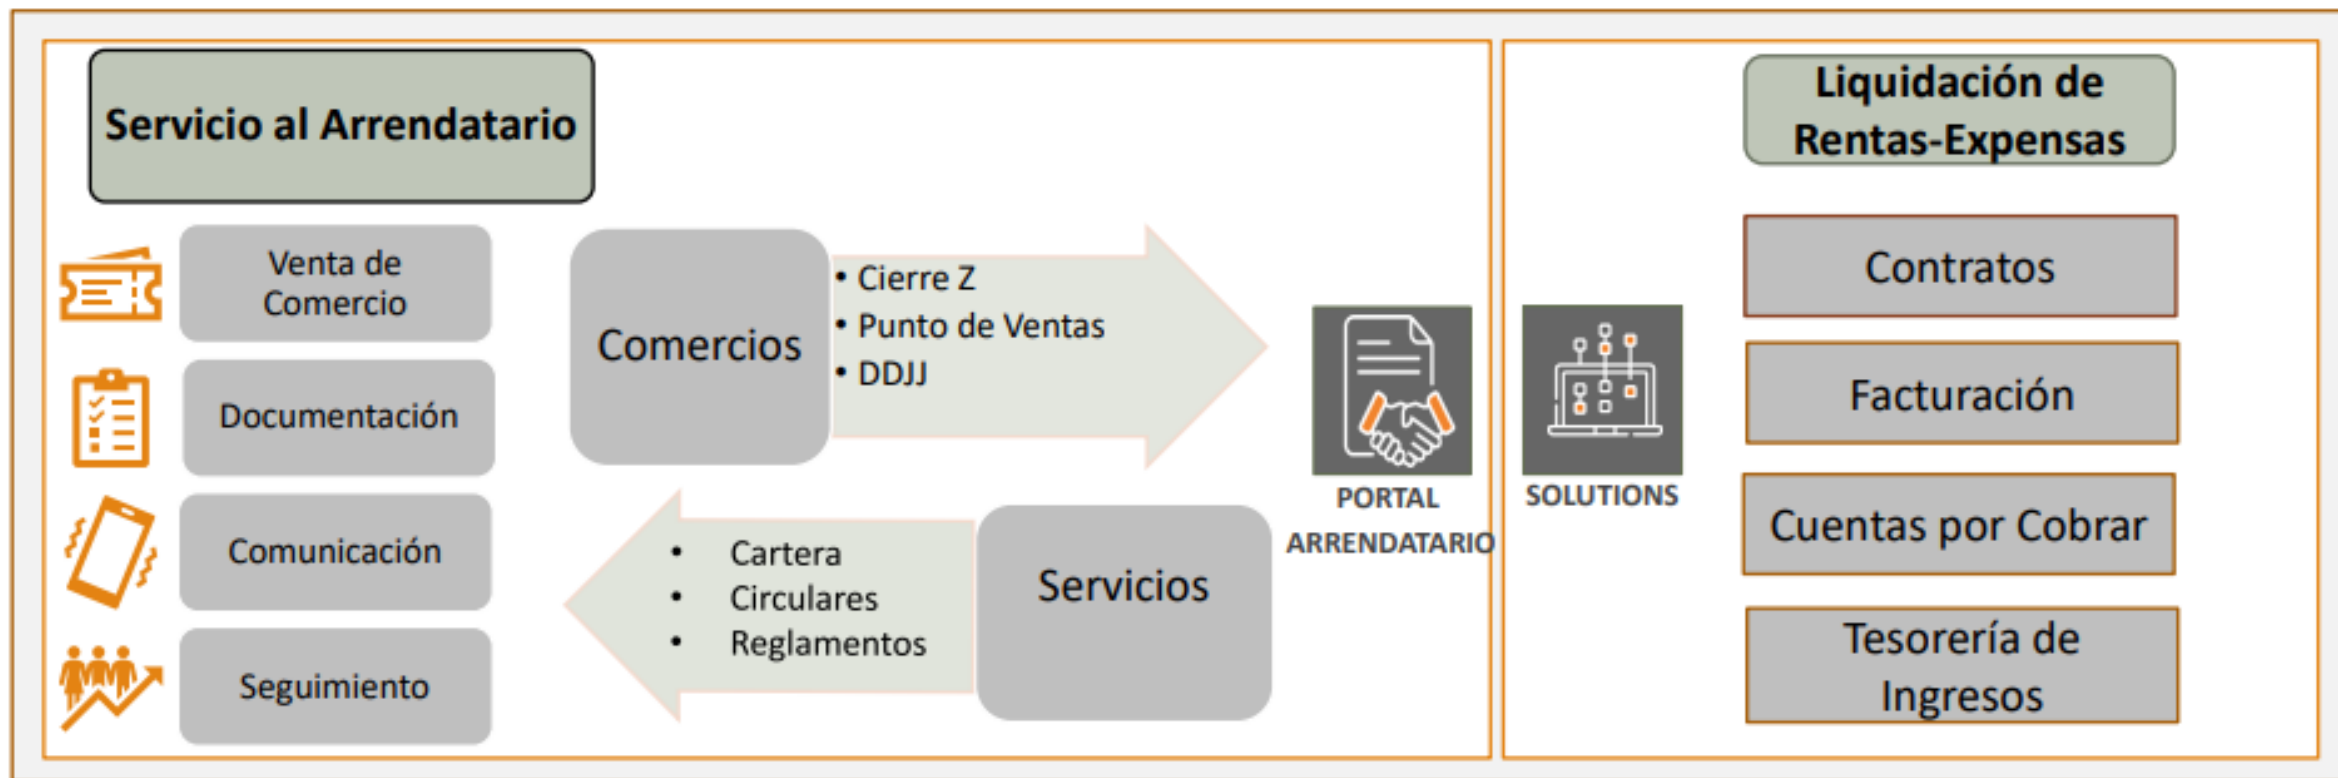 Servicio al Arrendatario
Venta de
Comercio
Documentación
Comunicación
Seguimiento
Comercios
• Cierre Z
• Punto de Ventas
• DDJJ
• Cartera
• Circulares
• Reglamentos
Servicios
PORTAL
ARRENDATARIO
SOLUTIONS
Liquidación de
Rentas-Expensas
Contratos
Facturación
Cuentas por Cobrar
Tesorería de
Ingresos